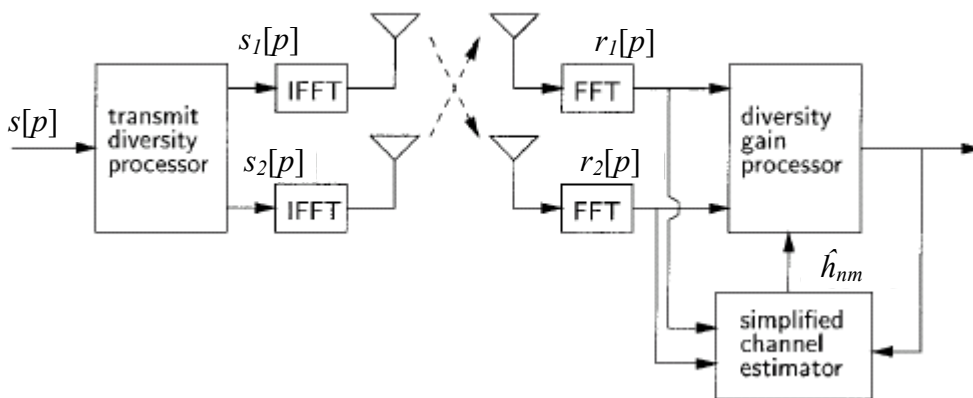 s[p]
transmit
diversity
processor
s₁[p]
IFFT
s₂[p]
IFFT
r₁[p]
FFT
r₂[p]
FFT
diversity
gain
processor
ĥₙₘ
simplified
channel
estimator